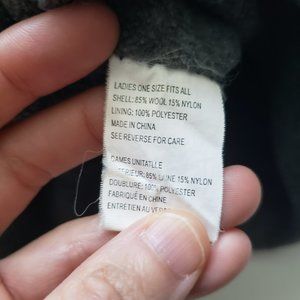 LADIES ONE SIZE FITS ALL
SHELL: 85% WOOL 15% NYLON
LINING: 100% POLYESTER
MADE IN CHINA
SEE REVERSE FOR CARE
DAMES UNITAILLE
85% LAINE 15% NYLON
DOUBLURE: 100% POLYESTER
FABRIQUÉ EN CHINE
ENTRETIEN AU